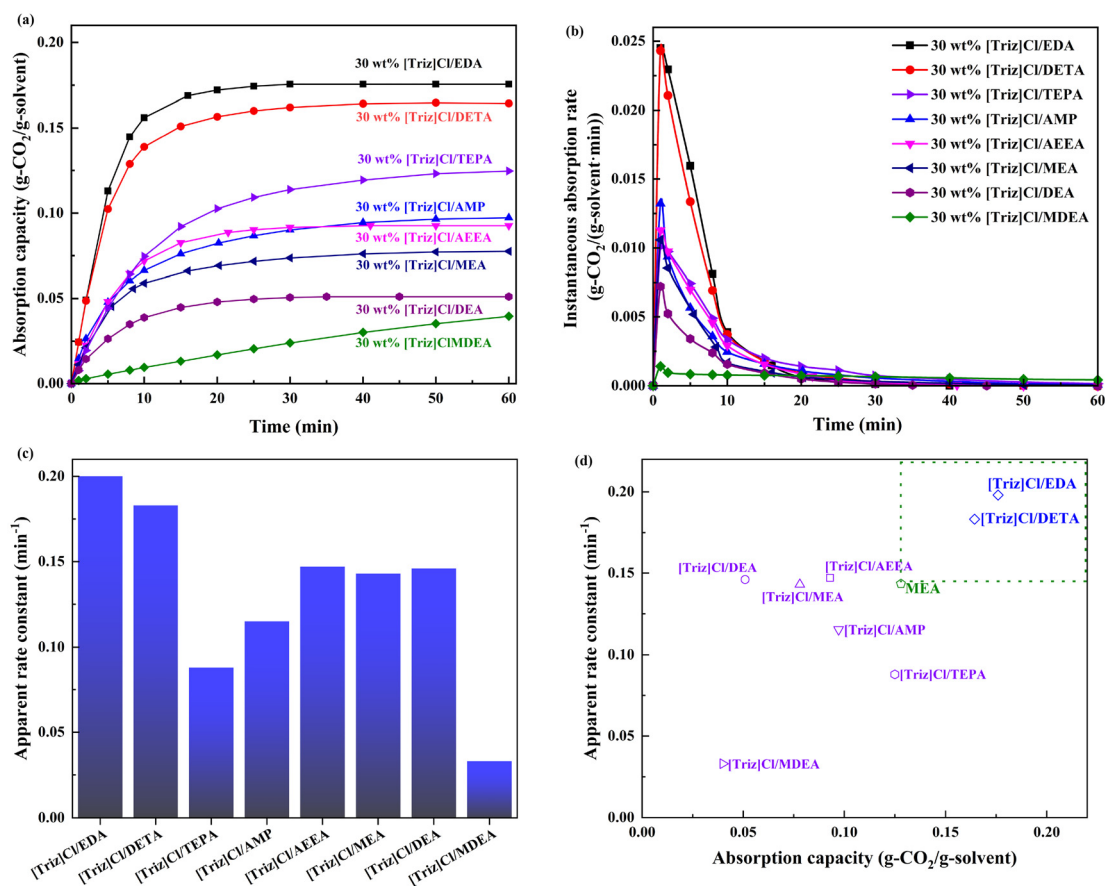 (a)
0.20
0.15
0.10
0.05
0.00
Absorption capacity (g-CO₂/g-solvent)
30 wt% [Triz]Cl/EDA
30 wt% [Triz]Cl/DETA
30 wt% [Triz]Cl/TEPA
30 wt% [Triz]Cl/AMP
30 wt% [Triz]Cl/AEEA
30 wt% [Triz]Cl/MEA
30 wt% [Triz]Cl/DEA
30 wt% [Triz]ClMDEA
0 10 20 30 40 50 60
Time (min)
(b)
0.025
0.020
0.015
0.010
0.005
0.000
Instantaneous absorption rate
(g-CO₂/(g-solvent·min))
30 wt% [Triz]Cl/EDA
30 wt% [Triz]Cl/DETA
30 wt% [Triz]Cl/TEPA
30 wt% [Triz]Cl/AMP
30 wt% [Triz]Cl/AEEA
30 wt% [Triz]Cl/MEA
30 wt% [Triz]Cl/DEA
30 wt% [Triz]Cl/MDEA
0 10 20 30 40 50 60
Time (min)
(c)
0.20
0.15
0.10
0.05
0.00
Apparent rate constant (min⁻¹)
[Triz]Cl/EDA
[Triz]Cl/DETA
[Triz]Cl/TEPA
[Triz]Cl/AMP
[Triz]Cl/AEEA
[Triz]Cl/MEA
[Triz]Cl/DEA
[Triz]Cl/MDEA
(d)
0.20
0.15
0.10
0.05
0.00
Apparent rate constant (min⁻¹)
[Triz]Cl/EDA
[Triz]Cl/DETA
[Triz]Cl/DEA
[Triz]Cl/AEEA
[Triz]Cl/MEA
MEA
[Triz]Cl/AMP
[Triz]Cl/TEPA
[Triz]Cl/MDEA
0.00 0.05 0.10 0.15 0.20
Absorption capacity (g-CO₂/g-solvent)